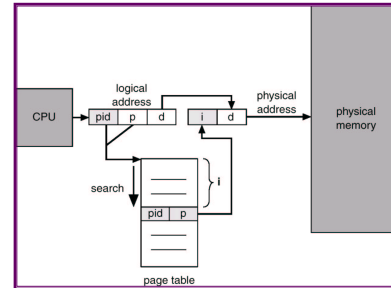 logical
address
physical
address
CPU
pid p d
i d
physical
memory
search
i
pid p
page table